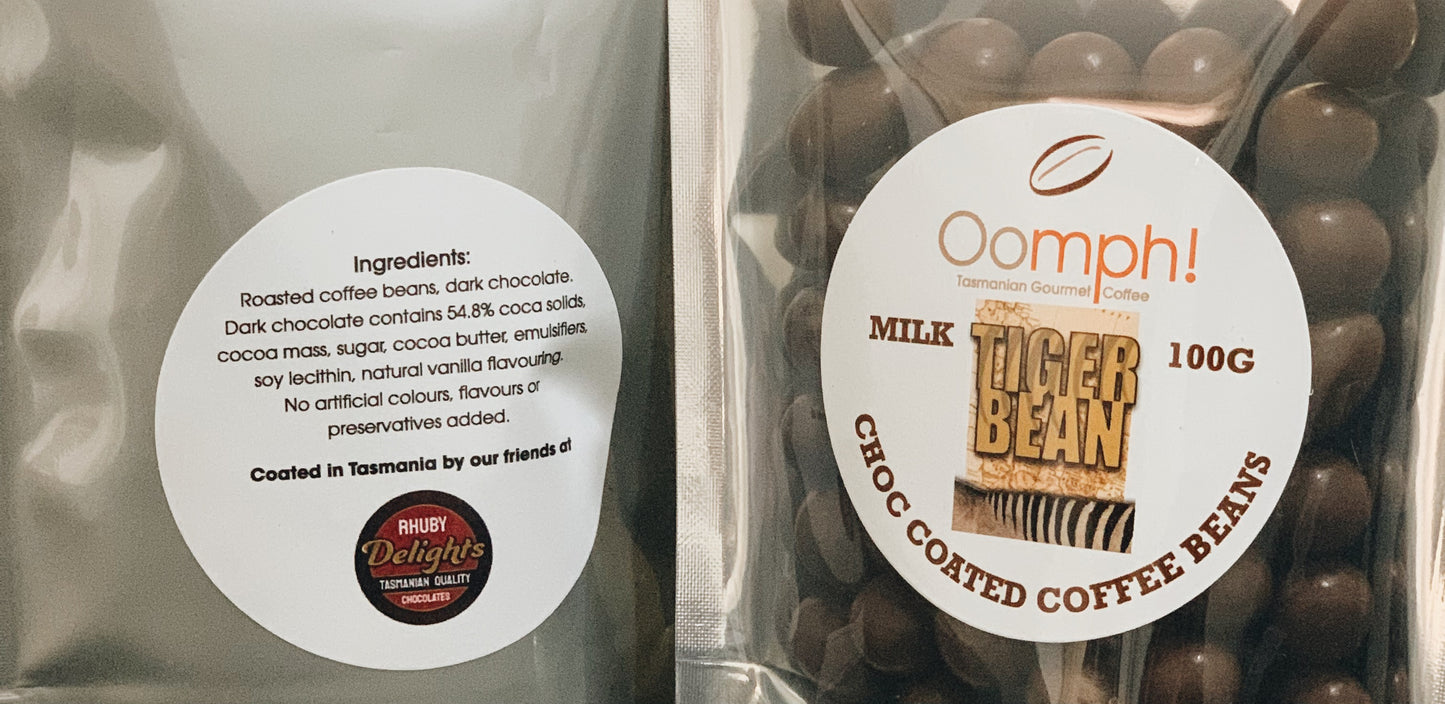 Ingredients:
Roasted coffee beans, dark chocolate.
Dark chocolate contains 54.8% coca solids,
cocoa mass, sugar, cocoa butter, emulsifiers,
soy lecithin, natural vanilla flavouring.
No artificial colours, flavours or
preservatives added.
Coated in Tasmania by our friends at
RHUBY
Delights
TASMANIAN QUALITY
CHOCOLATES
Oomph!
Tasmanian Gourmet Coffee
MILK
TIGER
BEAN
100G
CHOC COATED COFFEE BEANS